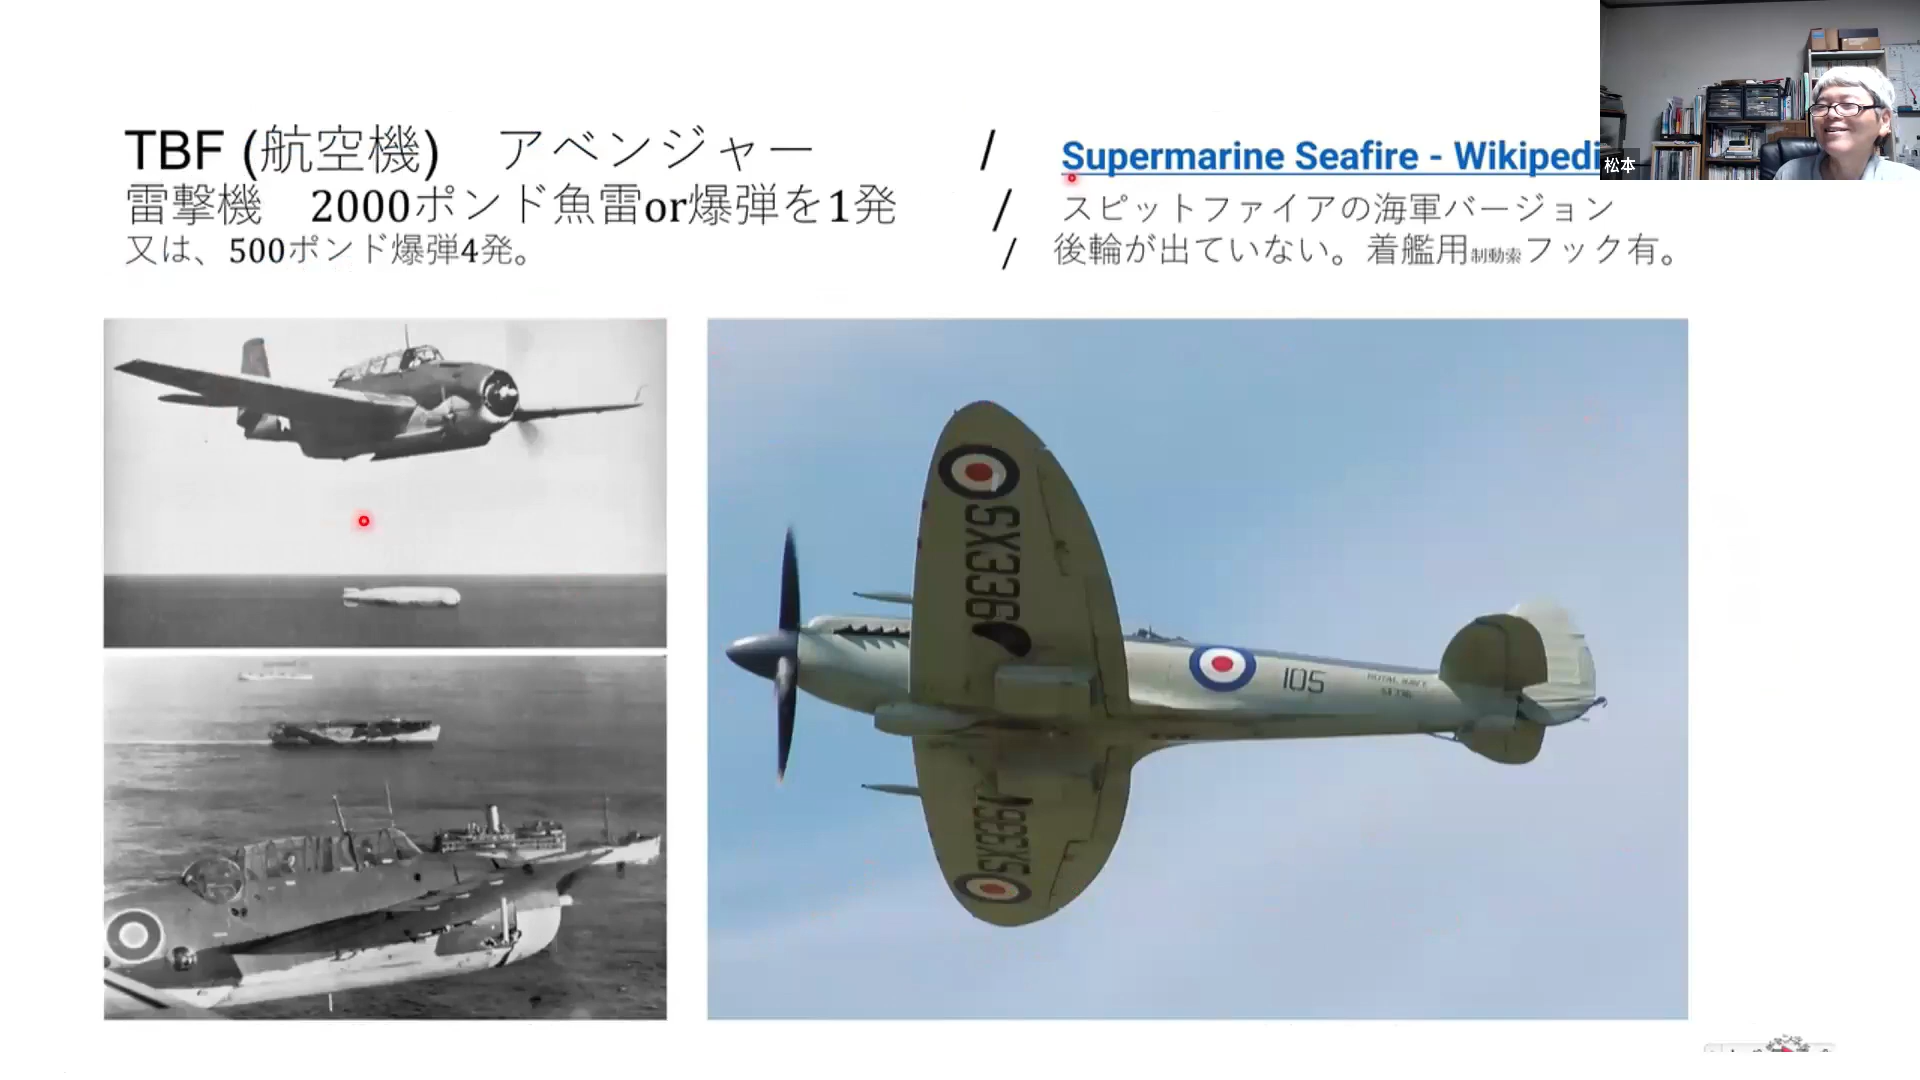 TBF (航空機) アベンジャー / Supermarine Seafire - Wikipedi
雷撃機 2000ポンド魚雷or爆弾を1発 / スピットファイアの海軍バージョン
又は、500ポンド爆弾4発。 / 後輪が出ていない。着艦用制動索フック有。
松本
SX336
105
ROYAL NAVY
SX336
SX336